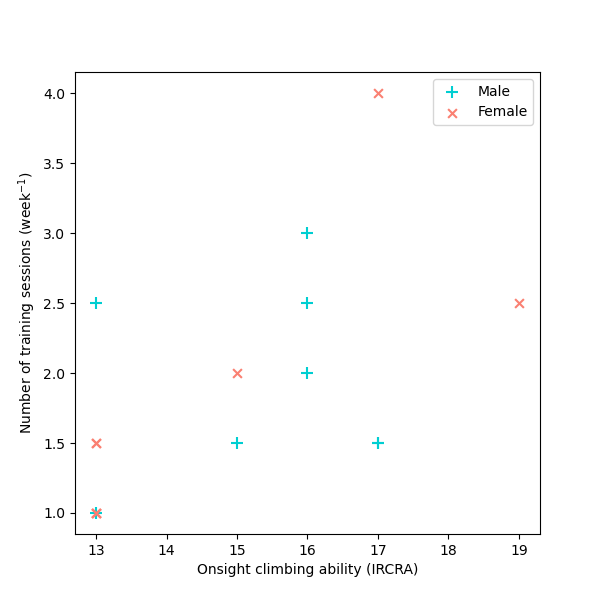 Male
Female
4.0
3.5
3.0
2.5
2.0
1.5
1.0
Number of training sessions (week⁻¹)
13 14 15 16 17 18 19
Onsight climbing ability (IRCRA)